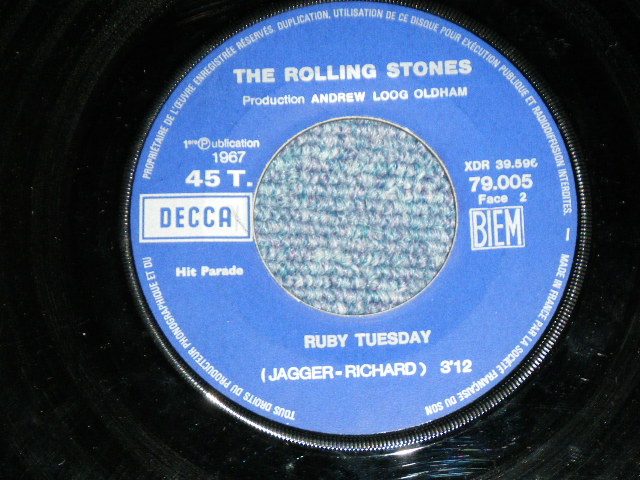 TOUS DROITS DU PRODUCTEUR PHONOGRAPHIQUE ET DU PROPRIÉTAIRE DE L'ŒUVRE ENREGISTRÉE RÉSERVÉS. DUPLICATION, UTILISATION DE CE DISQUE POUR EXÉCUTION PUBLIQUE ET RADIODIFFUSION INTERDITES. — MADE IN FRANCE PAR LA SOCIÉTÉ FRANÇAISE DU SON
THE ROLLING STONES
Production ANDREW LOOG OLDHAM
1ère Ⓟublication
1967
45 T.
DECCA
Hit Parade
XDR 39.596
79.005
Face 2
BIEM
RUBY TUESDAY
(JAGGER-RICHARD) 3'12